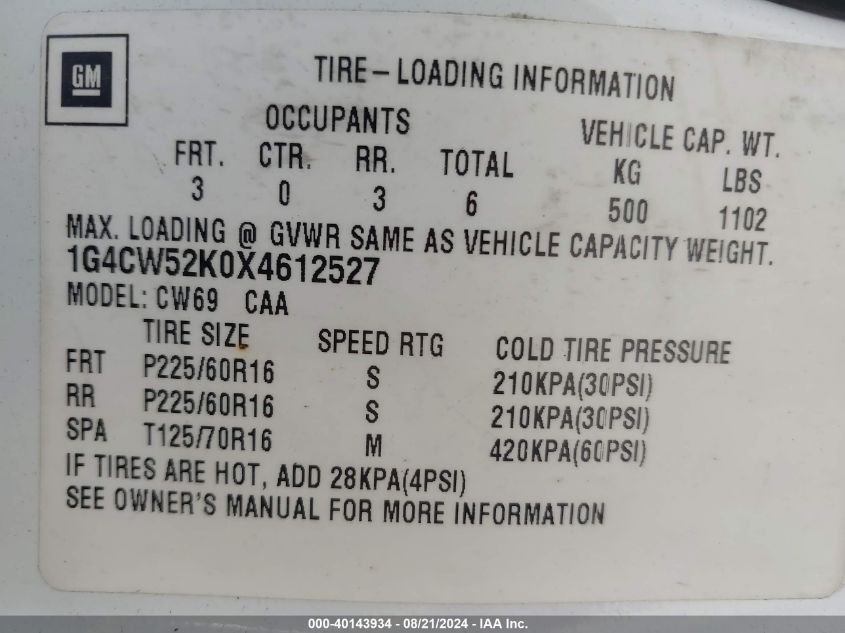 GM
TIRE-LOADING INFORMATION
OCCUPANTS VEHICLE CAP. WT.
FRT. CTR. RR. TOTAL KG LBS
3 0 3 6 500 1102
MAX. LOADING @ GVWR SAME AS VEHICLE CAPACITY WEIGHT.
1G4CW52K0X4612527
MODEL: CW69 CAA
TIRE SIZE SPEED RTG COLD TIRE PRESSURE
FRT P225/60R16 S 210KPA(30PSI)
RR P225/60R16 S 210KPA(30PSI)
SPA T125/70R16 M 420KPA(60PSI)
IF TIRES ARE HOT, ADD 28KPA(4PSI)
SEE OWNER'S MANUAL FOR MORE INFORMATION
000-40143934 - 08/21/2024 - IAA Inc.